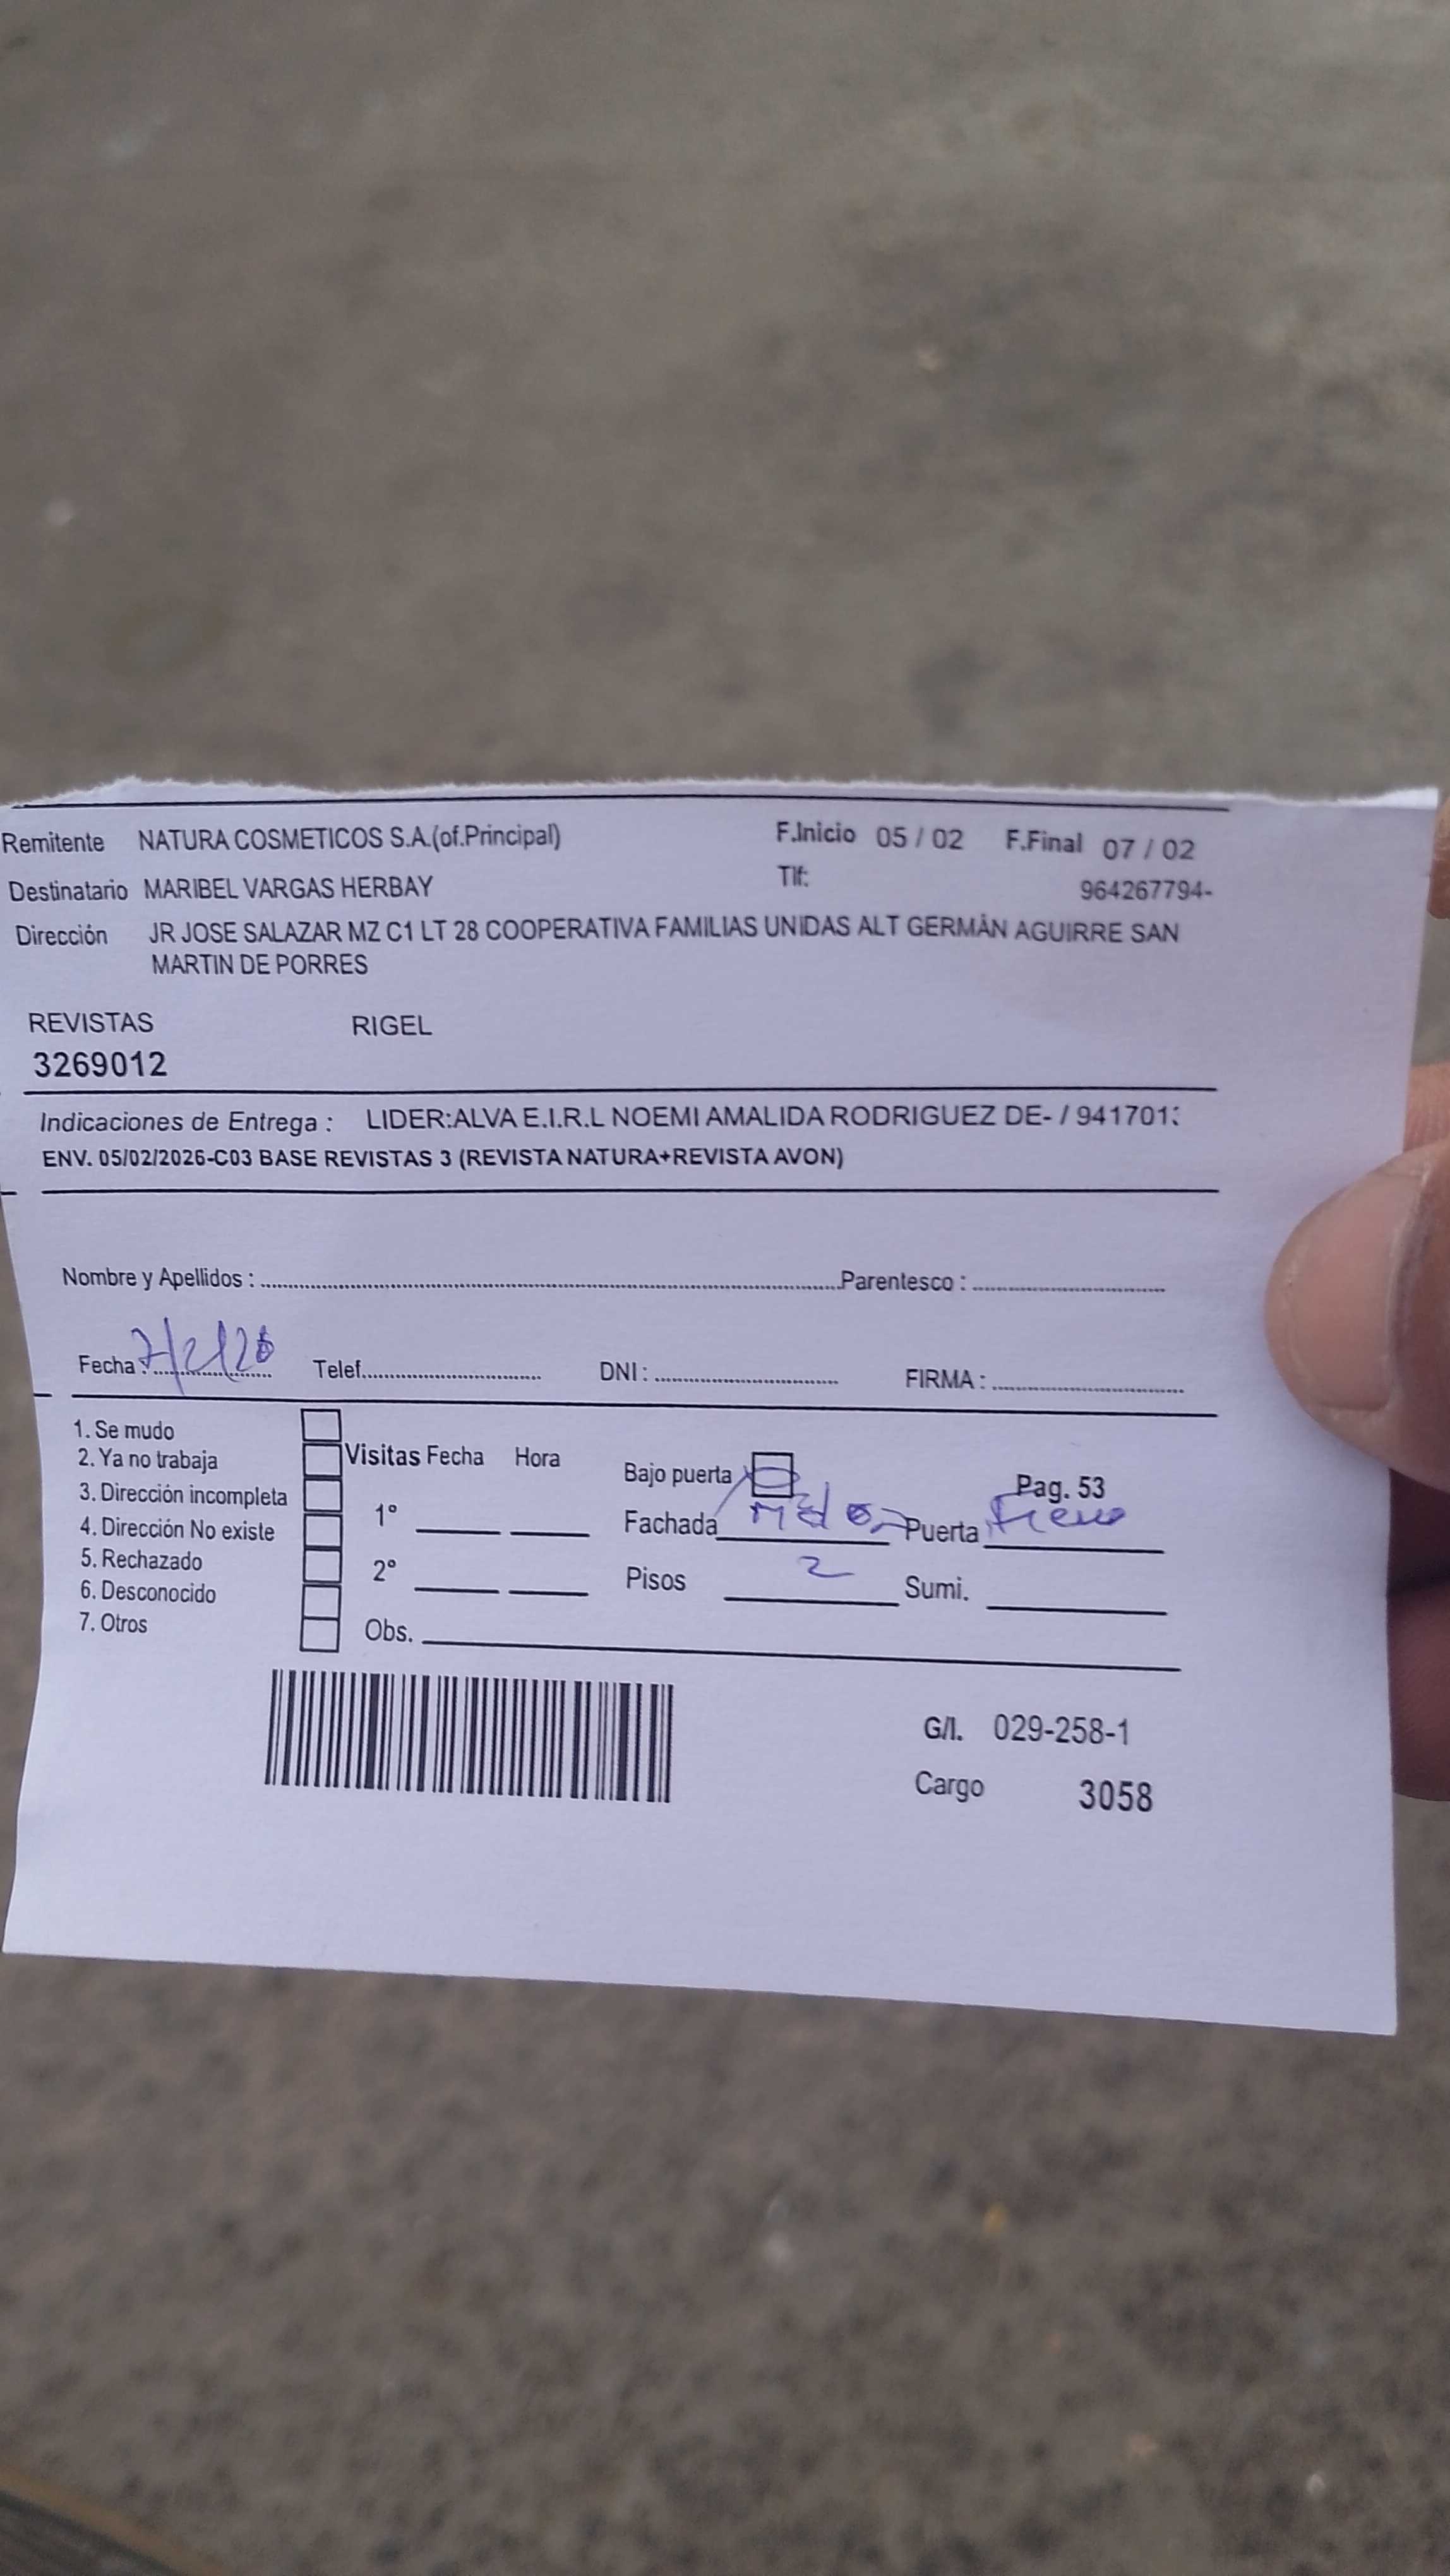 Remitente NATURA COSMETICOS S.A.(of.Principal) F.Inicio 05 / 02 F.Final 07 / 02
Destinatario MARIBEL VARGAS HERBAY Tlf: 964267794-
Dirección JR JOSE SALAZAR MZ C1 LT 28 COOPERATIVA FAMILIAS UNIDAS ALT GERMÁN AGUIRRE SAN
MARTIN DE PORRES
REVISTAS RIGEL
3269012
Indicaciones de Entrega : LIDER:ALVA E.I.R.L NOEMI AMALIDA RODRIGUEZ DE- / 941701
ENV. 05/02/2026-C03 BASE REVISTAS 3 (REVISTA NATURA+REVISTA AVON)
Nombre y Apellidos : Parentesco :
Fecha : 7/2/26 Telef. DNI : FIRMA :
1. Se mudo
2. Ya no trabaja Visitas Fecha Hora Bajo puerta Pag. 53
3. Dirección incompleta 1° Fachada Puerta
4. Dirección No existe
5. Rechazado 2° Pisos 2 Sumi.
6. Desconocido
7. Otros Obs.
G/I. 029-258-1
Cargo 3058